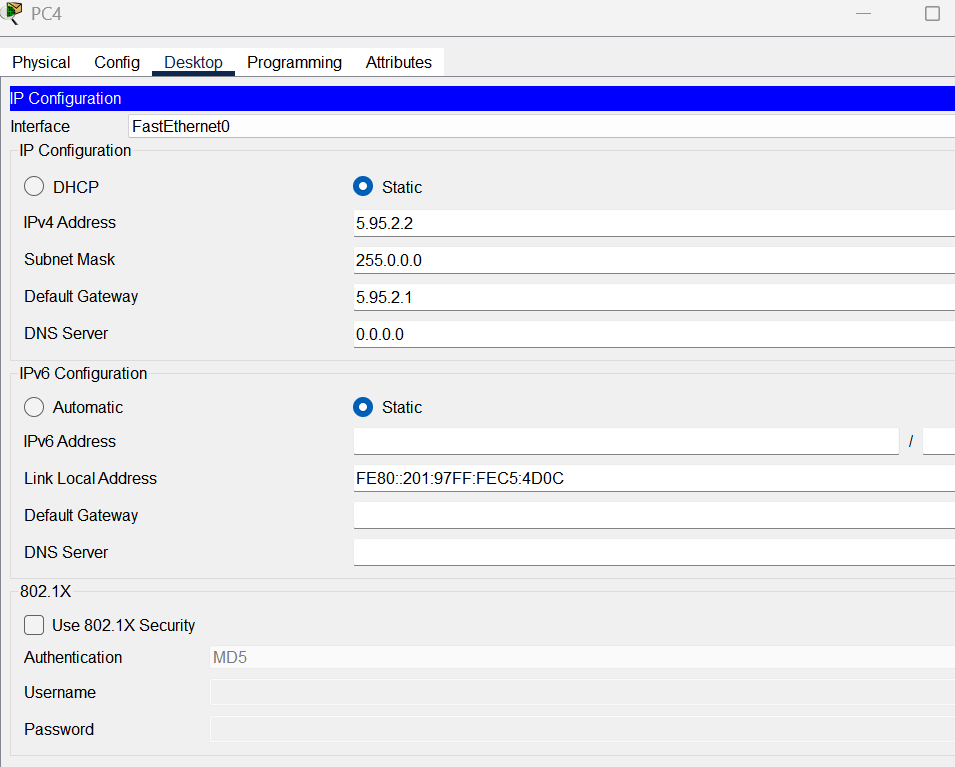 PC4
Physical Config Desktop Programming Attributes
IP Configuration
Interface FastEthernet0
IP Configuration
DHCP Static
IPv4 Address 5.95.2.2
Subnet Mask 255.0.0.0
Default Gateway 5.95.2.1
DNS Server 0.0.0.0
IPv6 Configuration
Automatic Static
IPv6 Address /
Link Local Address FE80::201:97FF:FEC5:4D0C
Default Gateway
DNS Server
802.1X
Use 802.1X Security
Authentication MD5
Username
Password